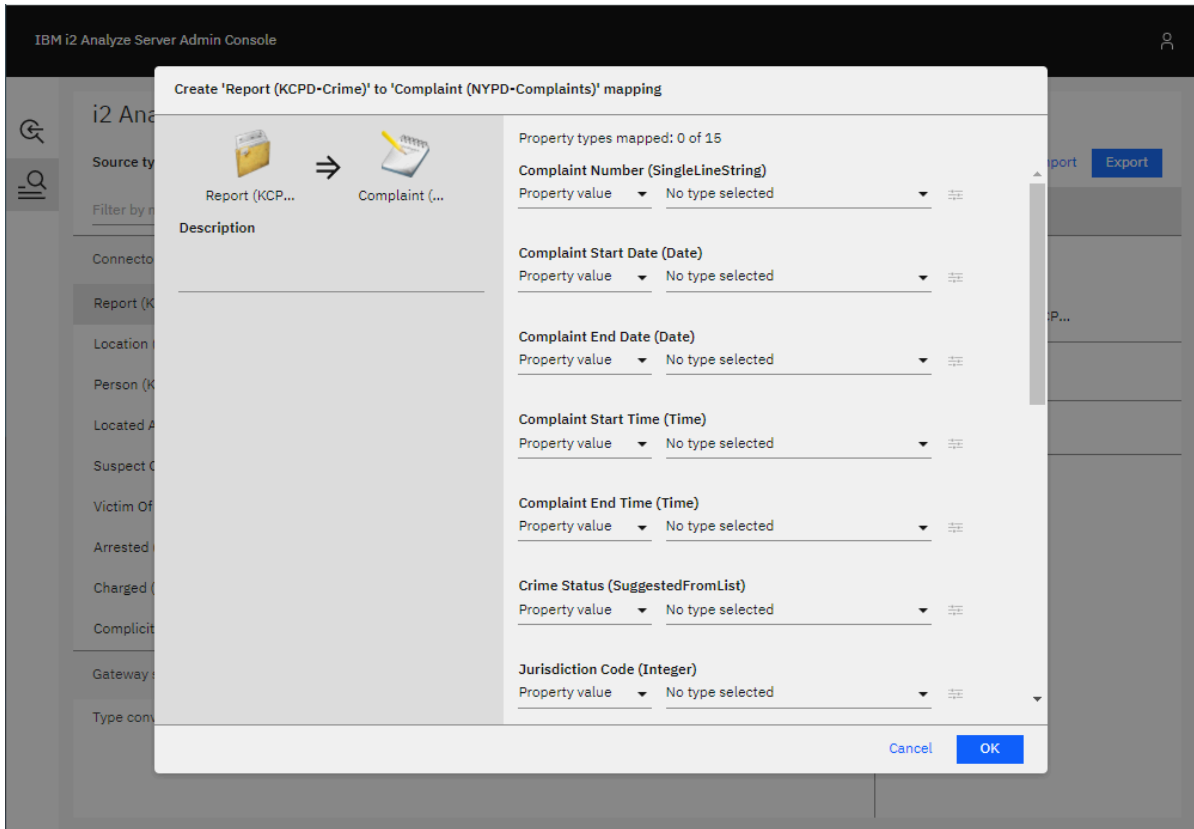 IBM i2 Analyze Server Admin Console
Create 'Report (KCPD-Crime)' to 'Complaint (NYPD-Complaints)' mapping
i2 Ana
Source ty
Filter by
Connecto
Report (K
Location
Person (K
Located A
Suspect C
Victim Of
Arrested
Charged (
Complicit
Gateway
Type conv
Report (KCP...
Complaint (...
Description
Property types mapped: 0 of 15
Complaint Number (SingleLineString)
Property value No type selected
Complaint Start Date (Date)
Property value No type selected
Complaint End Date (Date)
Property value No type selected
Complaint Start Time (Time)
Property value No type selected
Complaint End Time (Time)
Property value No type selected
Crime Status (SuggestedFromList)
Property value No type selected
Jurisdiction Code (Integer)
Property value No type selected
Cancel OK
port Export
P...